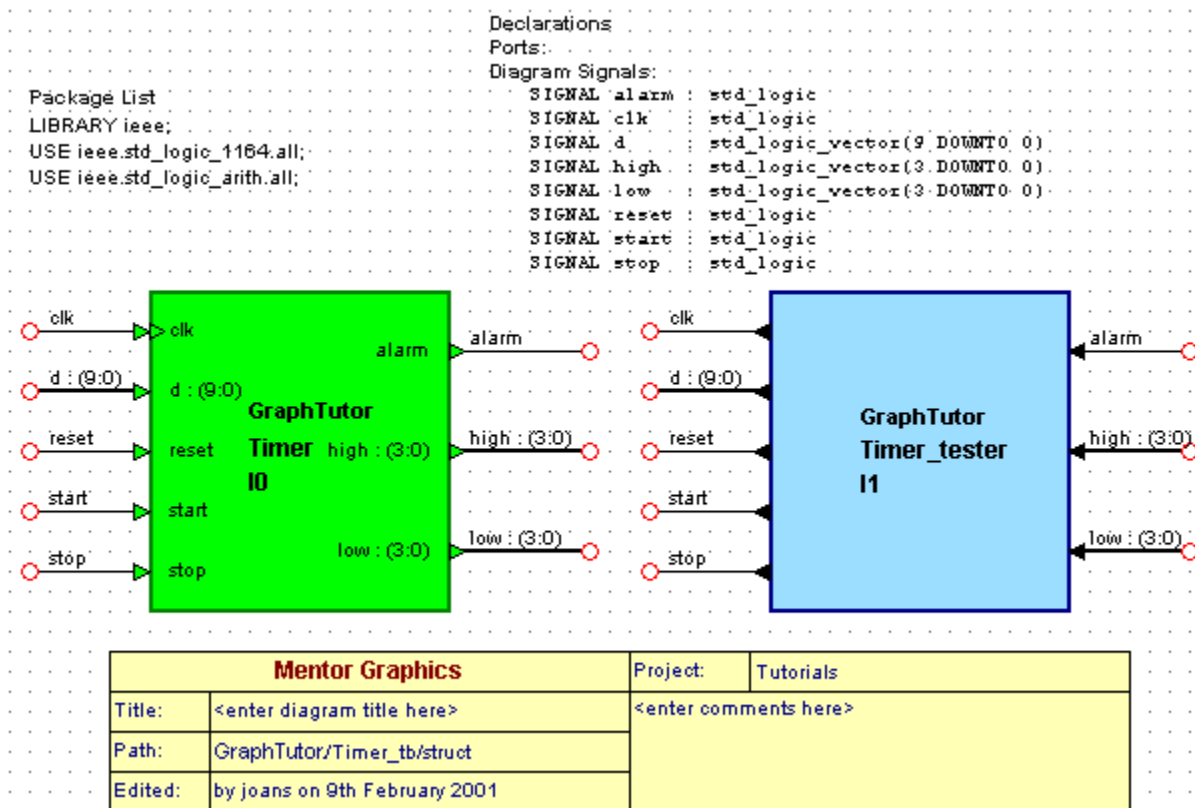 Declarations
Ports:
Diagram Signals:
SIGNAL alarm : std_logic
SIGNAL clk : std_logic
SIGNAL d : std_logic_vector(9 DOWNTO 0)
SIGNAL high : std_logic_vector(3 DOWNTO 0)
SIGNAL low : std_logic_vector(3 DOWNTO 0)
SIGNAL reset : std_logic
SIGNAL start : std_logic
SIGNAL stop : std_logic
Package List
LIBRARY ieee;
USE ieee.std_logic_1164.all;
USE ieee.std_logic_arith.all;
clk
d : (9:0)
reset
start
stop
clk
d : (9:0)
reset
start
stop
GraphTutor
Timer
I0
alarm
high : (3:0)
low : (3:0)
alarm
high : (3:0)
low : (3:0)
clk
d : (9:0)
reset
start
stop
GraphTutor
Timer_tester
I1
alarm
high : (3:0)
low : (3:0)
Mentor Graphics
Project: Tutorials
Title: <enter diagram title here>
<enter comments here>
Path: GraphTutor/Timer_tb/struct
Edited: by joans on 9th February 2001